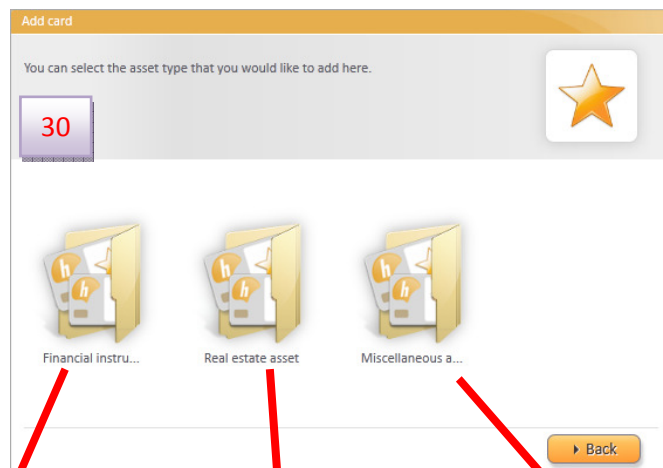 Add card
You can select the asset type that you would like to add here.
30
h h h h h h
Financial instru... Real estate asset Miscellaneous a...
Back